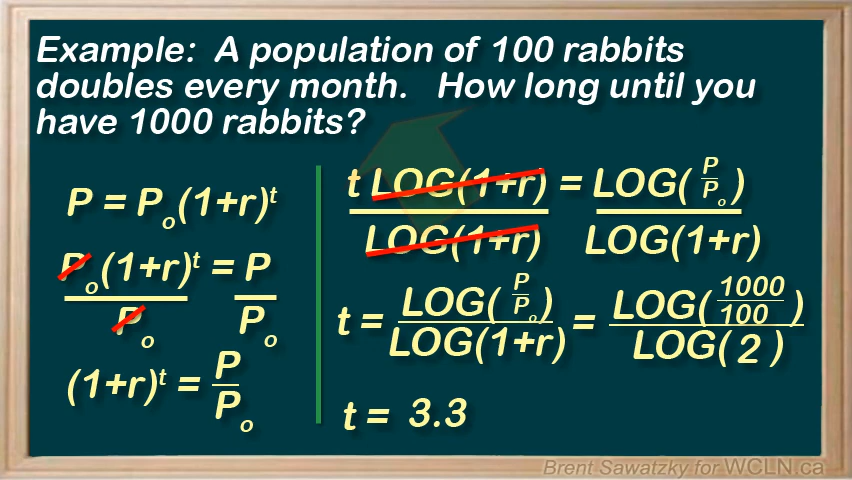 Example: A population of 100 rabbits
doubles every month. How long until you
have 1000 rabbits?
P = Pₒ(1+r)ᵗ
Pₒ(1+r)ᵗ = P
Pₒ Pₒ
(1+r)ᵗ = P
Pₒ
t LOG(1+r) = LOG( P/Pₒ )
LOG(1+r) LOG(1+r)
t = LOG( P/Pₒ ) = LOG( 1000/100 )
LOG(1+r) LOG( 2 )
t = 3.3
Brent Sawatzky for WCLN.ca